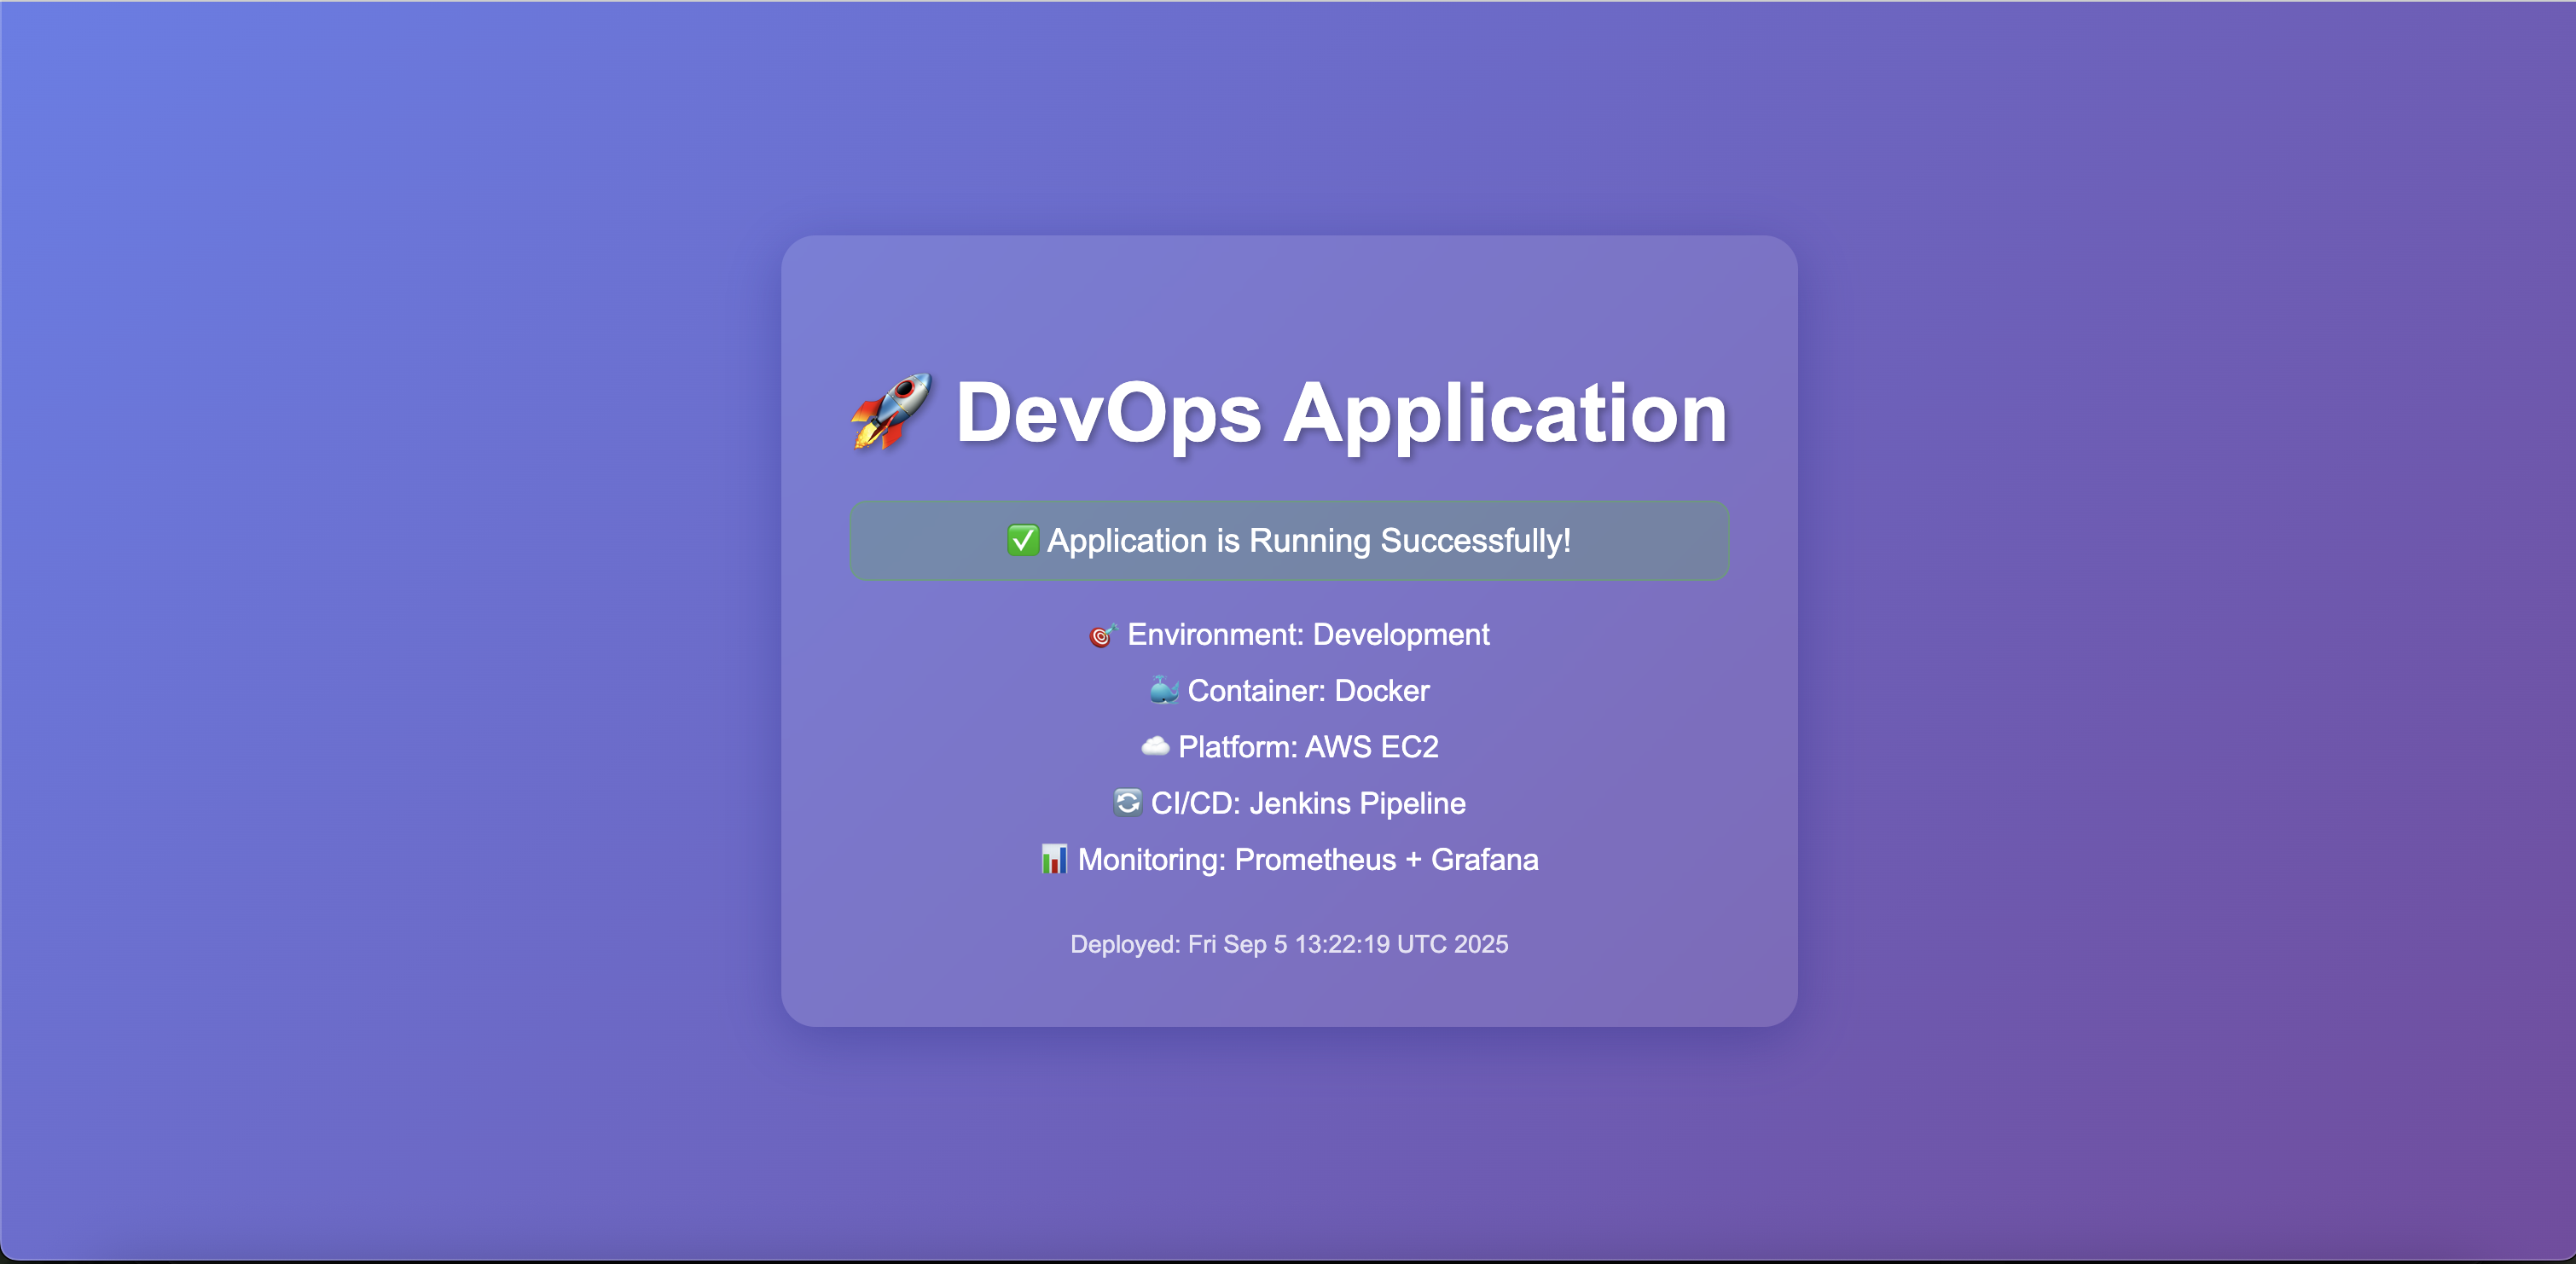 🚀 DevOps Application
✅ Application is Running Successfully!
🎯 Environment: Development
🐳 Container: Docker
☁️ Platform: AWS EC2
🔄 CI/CD: Jenkins Pipeline
📊 Monitoring: Prometheus + Grafana
Deployed: Fri Sep 5 13:22:19 UTC 2025